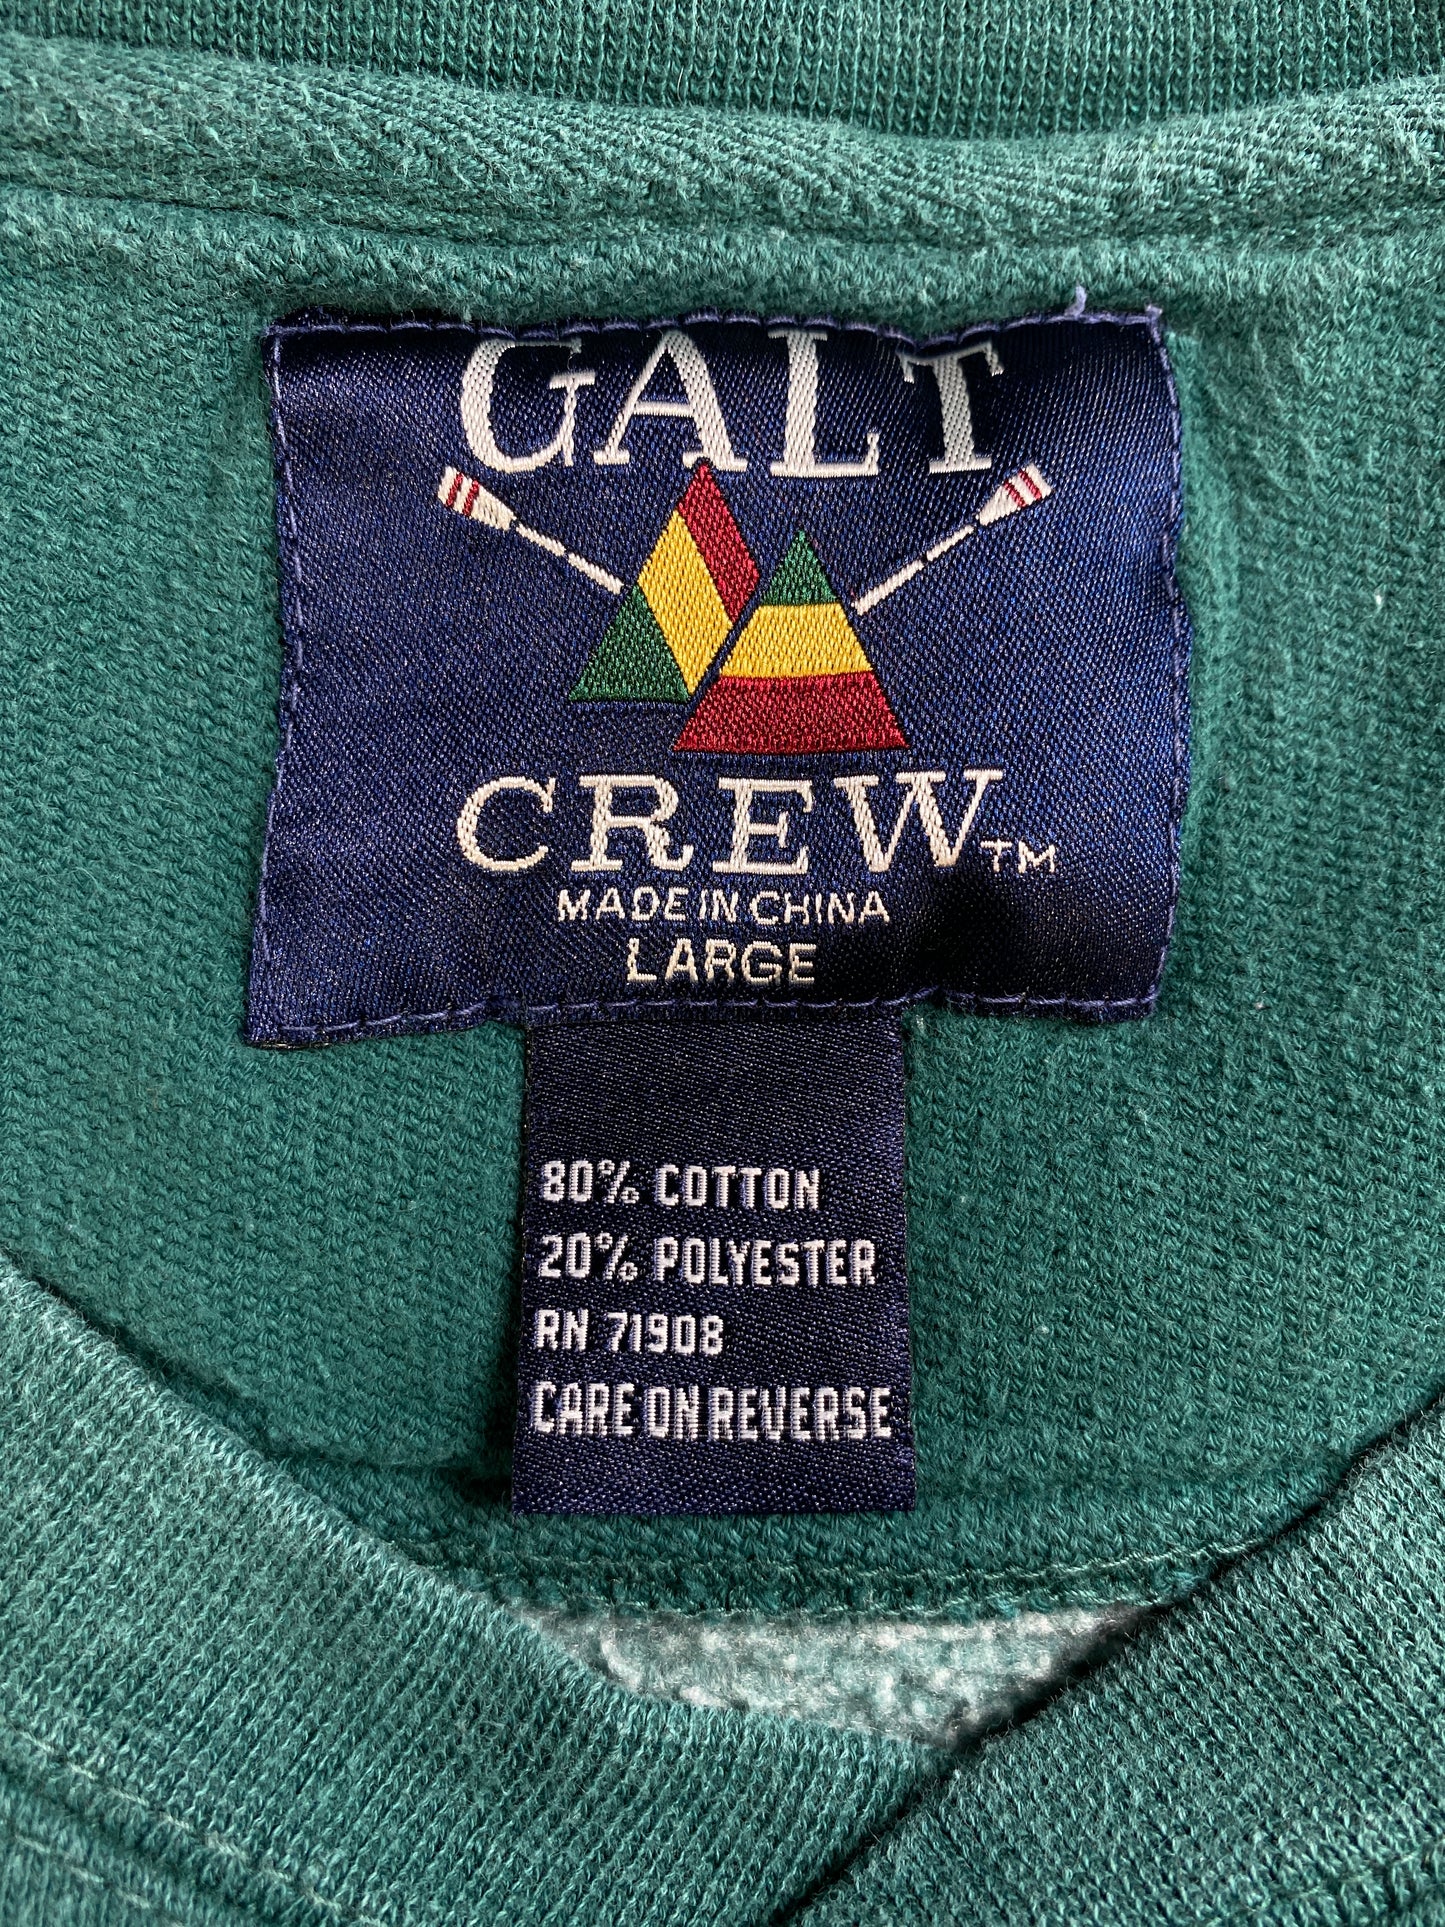 GALT
CREW™
MADE IN CHINA
LARGE
80% COTTON
20% POLYESTER
RN 71908
CARE ON REVERSE